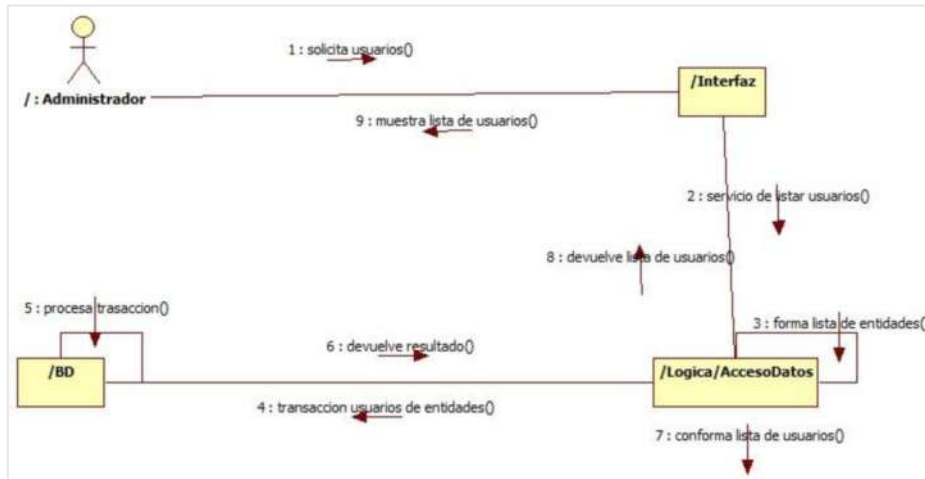 1 : solicita usuarios()
/ : Administrador
/Interfaz
9 : muestra lista de usuarios()
2 : servicio de listar usuarios()
8 : devuelve lista de usuarios()
5 : procesa trasaccion()
3 : forma lista de entidades()
6 : devuelve resultado()
/BD
/Logica/AccesoDatos
4 : transaccion usuarios de entidades()
7 : conforma lista de usuarios()